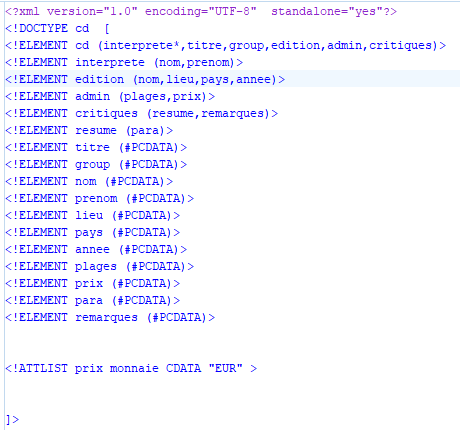 <?xml version="1.0" encoding="UTF-8"  standalone="yes"?>
<!DOCTYPE cd  [
<!ELEMENT cd (interprete*,titre,group,edition,admin,critiques)>
<!ELEMENT interprete (nom,prenom)>
<!ELEMENT edition (nom,lieu,pays,annee)>
<!ELEMENT admin (plages,prix)>
<!ELEMENT critiques (resume,remarques)>
<!ELEMENT resume (para)>
<!ELEMENT titre (#PCDATA)>
<!ELEMENT group (#PCDATA)>
<!ELEMENT nom (#PCDATA)>
<!ELEMENT prenom (#PCDATA)>
<!ELEMENT lieu (#PCDATA)>
<!ELEMENT pays (#PCDATA)>
<!ELEMENT annee (#PCDATA)>
<!ELEMENT plages (#PCDATA)>
<!ELEMENT prix (#PCDATA)>
<!ELEMENT para (#PCDATA)>
<!ELEMENT remarques (#PCDATA)>
<!ATTLIST prix monnaie CDATA "EUR" >
]>